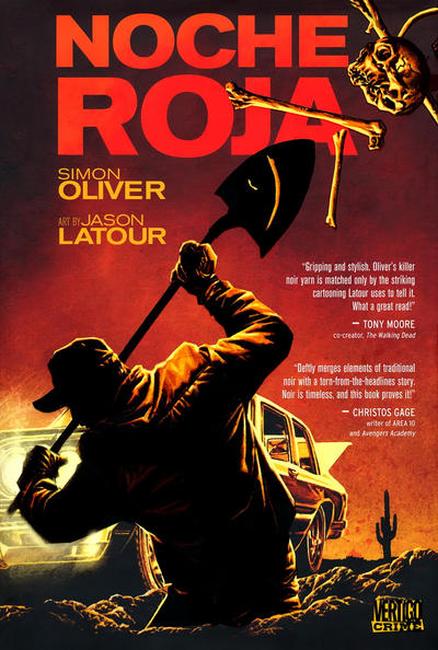 NOCHE
ROJA
SIMON
OLIVER
ART BY JASON
LATOUR
“Gripping and stylish. Oliver's killer
noir yarn is matched only by the striking
cartooning Latour uses to tell it.
What a great read!”
— TONY MOORE
co-creator, The Walking Dead
“Deftly merges elements of traditional
noir with a torn-from-the-headlines story.
Noir is timeless, and this book proves it!”
— CHRISTOS GAGE
writer of AREA 10
and Avengers Academy
VERTIGO
CRIME